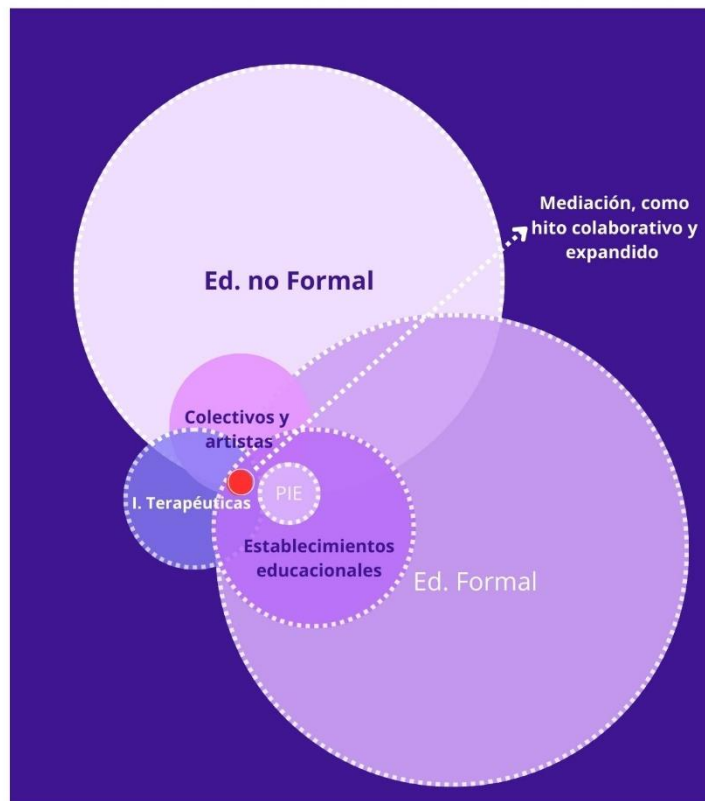 Mediación, como
hito colaborativo y
expandido
Ed. no Formal
Colectivos y
artistas
I. Terapéuticas
PIE
Establecimientos
educacionales
Ed. Formal